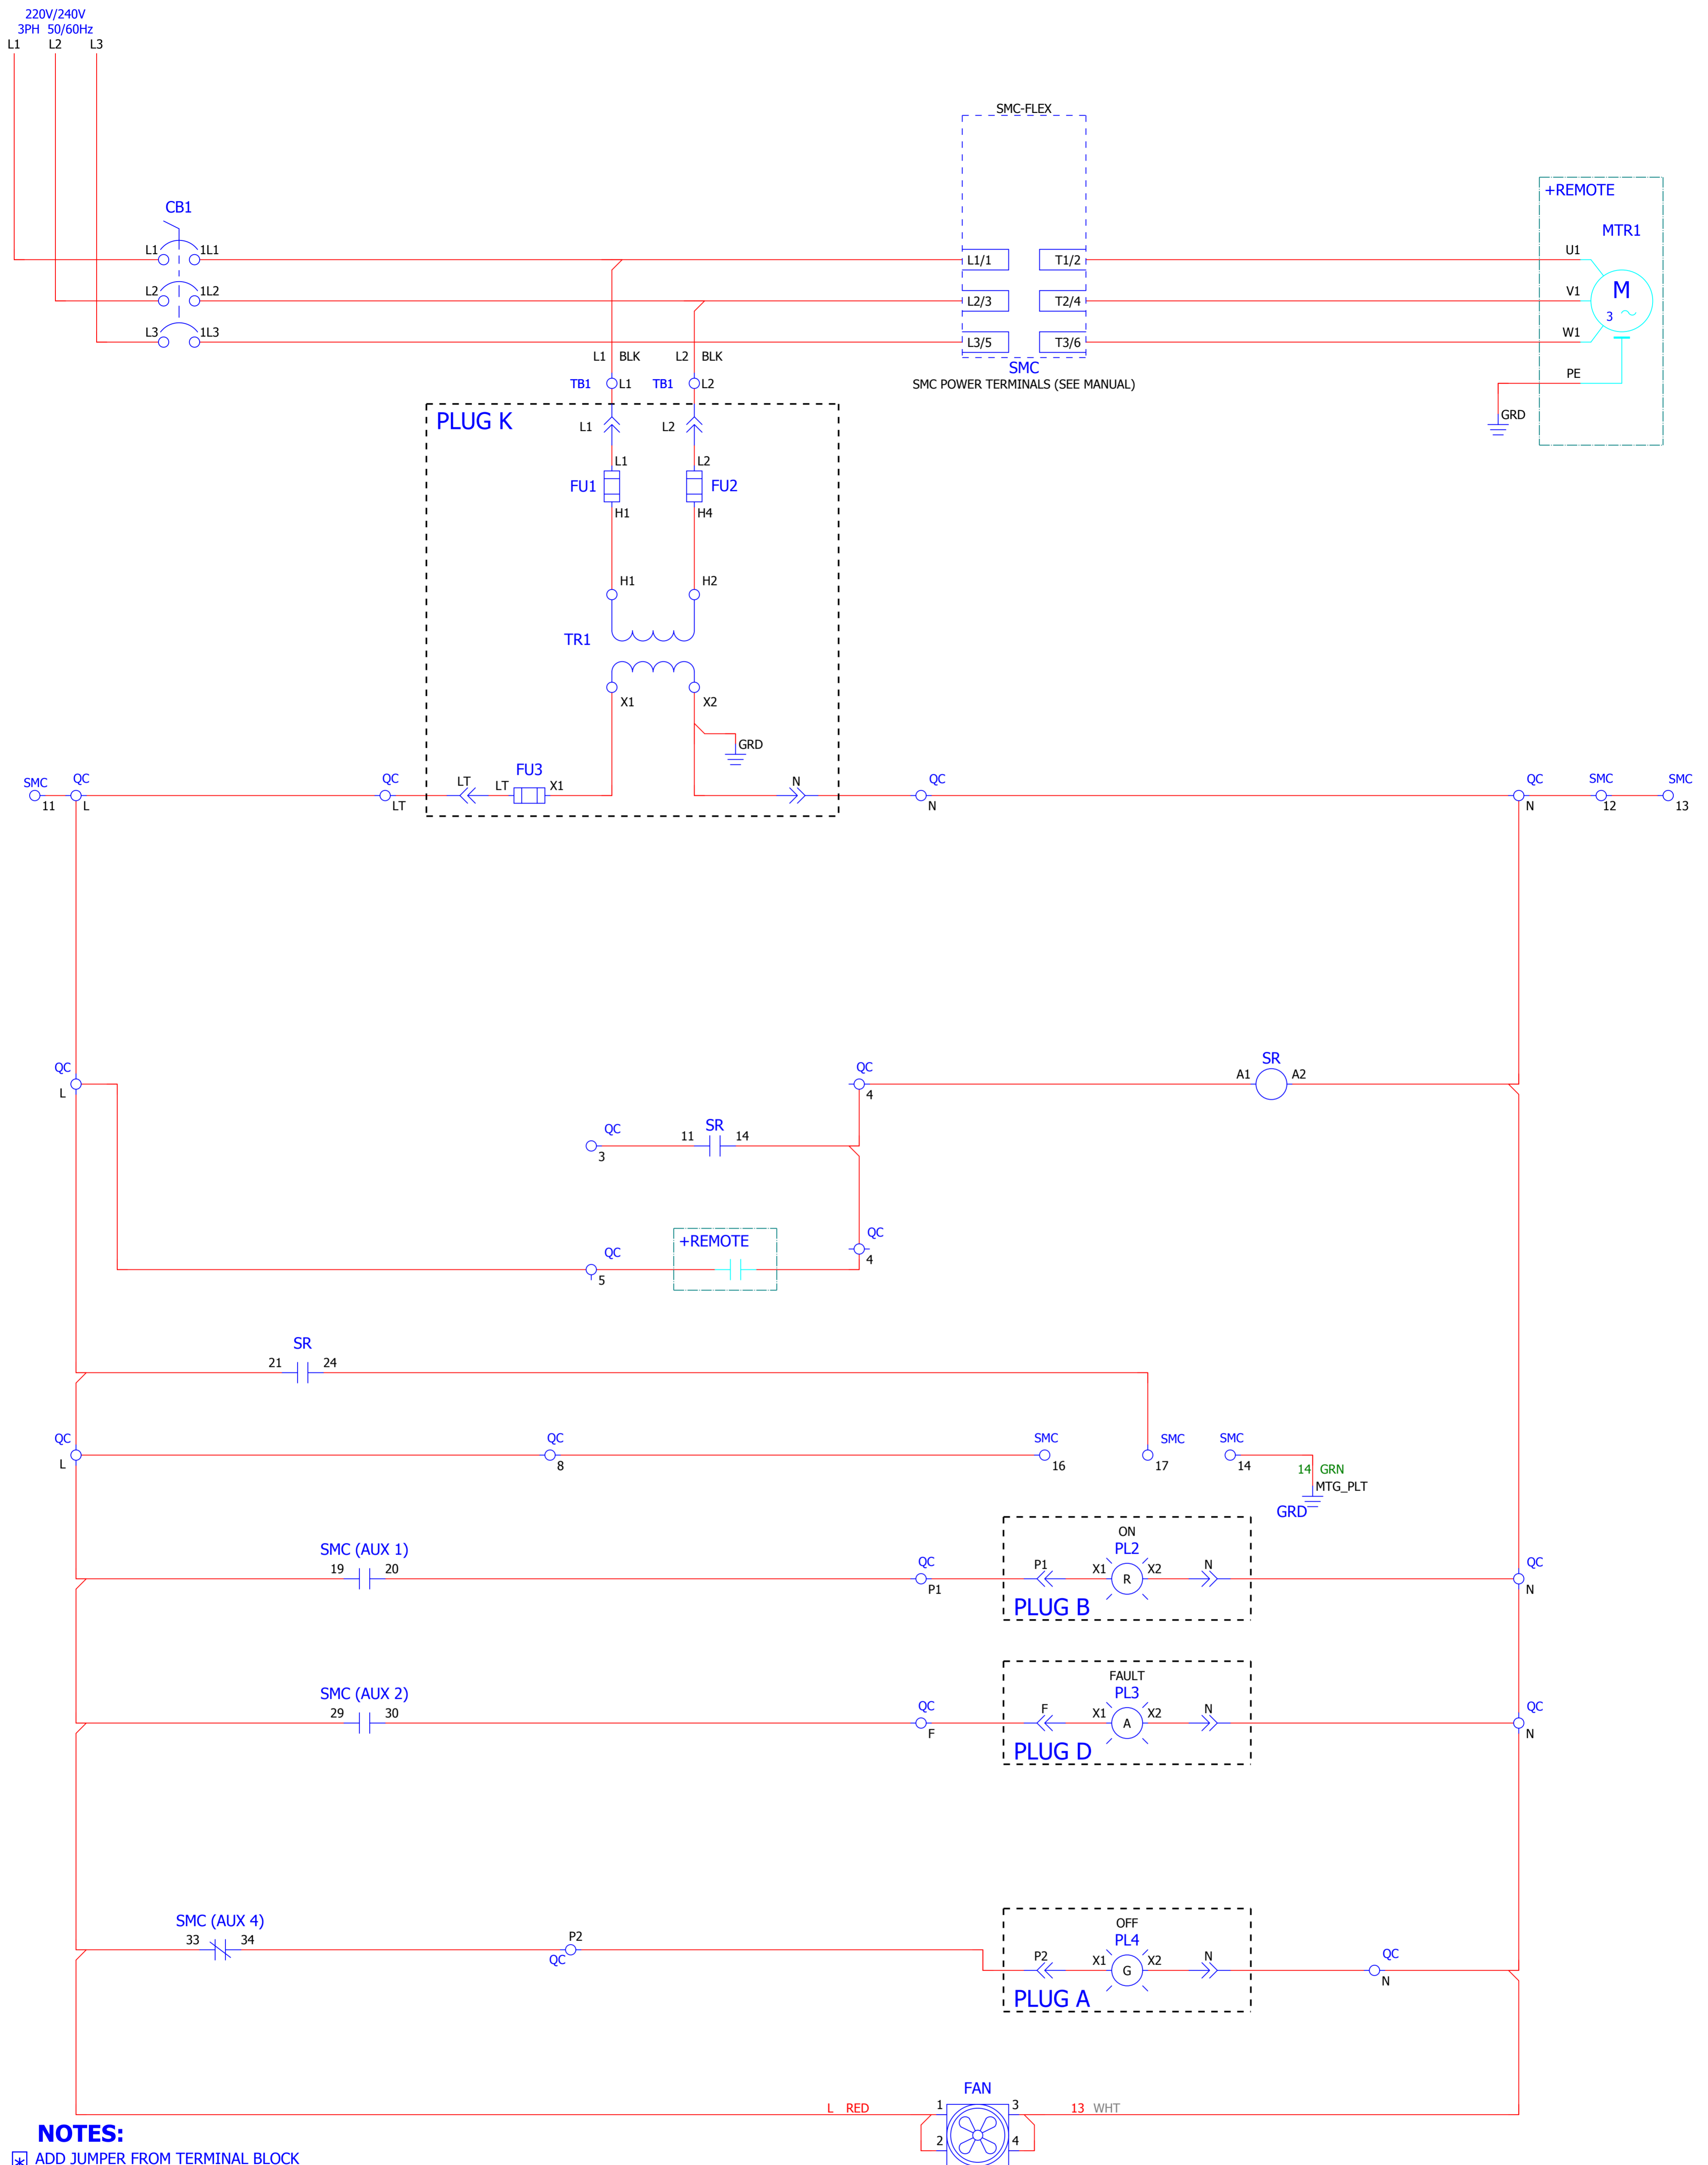 220V/240V
3PH 50/60Hz
L1 L2 L3
SMC-FLEX
+REMOTE
CB1
MTR1
L1 1L1 L1/1 T1/2 U1
L2 1L2 L2/3 T2/4 V1
M
3
L3 1L3 L3/5 T3/6 W1
L1 BLK L2 BLK
SMC
SMC POWER TERMINALS (SEE MANUAL)
PE
TB1 L1 TB1 L2
GRD
PLUG K
L1 L2
L1 L2
FU1 FU2
H1 H4
H1 H2
TR1
X1 X2
GRD
SMC QC QC LT LT FU3 X1 N QC QC SMC SMC
11 L LT N N 12 13
QC QC SR
L 4 A1 A2
QC SR
3 11 14
QC
4
+REMOTE
QC
5
SR
21 24
QC QC SMC SMC SMC
L 8 16 17 14
14 GRN
MTG_PLT
GRD
ON
SMC (AUX 1) PL2
19 20 QC P1 X1 R X2 N QC
P1 N
PLUG B
FAULT
SMC (AUX 2) PL3
29 30 QC F X1 A X2 N QC
F N
PLUG D
OFF
SMC (AUX 4) PL4
33 34 P2
QC
P2 X1 G X2 N QC
N
PLUG A
FAN
L RED 1 3 13 WHT
2 4
NOTES:
* ADD JUMPER FROM TERMINAL BLOCK